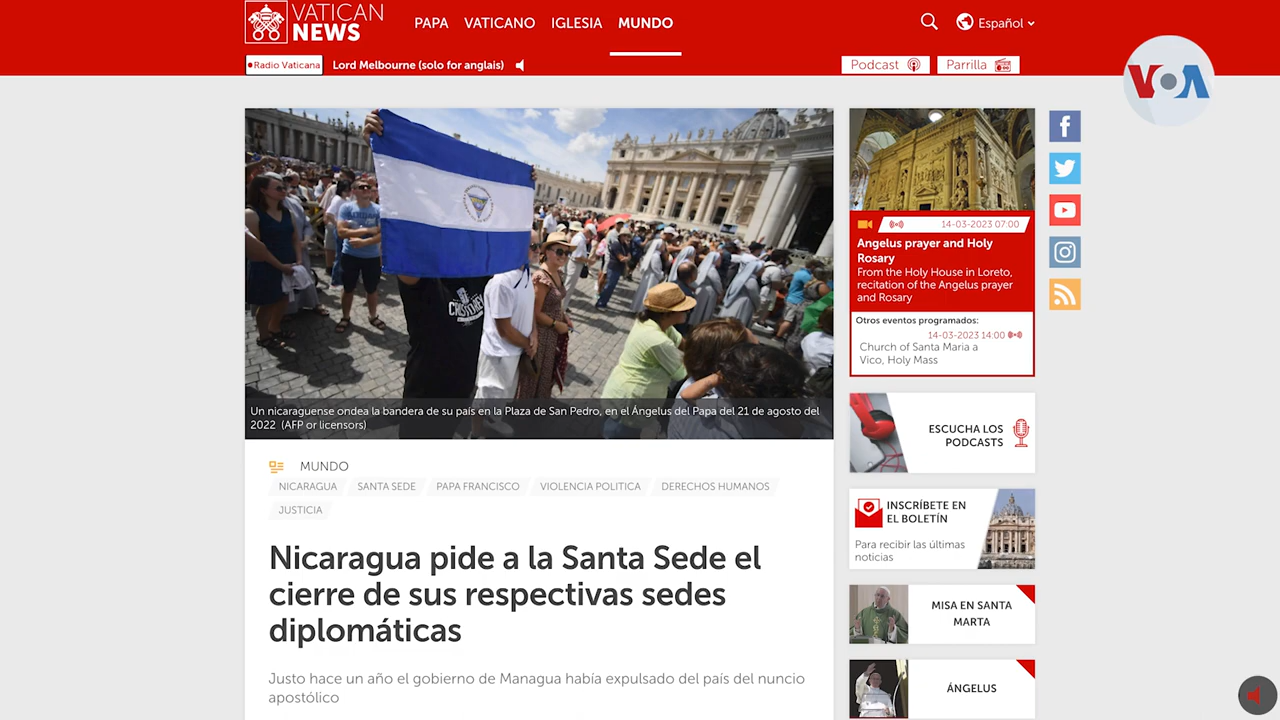 VATICAN
NEWS
PAPA VATICANO IGLESIA MUNDO
Español
Radio Vaticana
Lord Melbourne (solo for anglais)
Podcast
Parrilla
VOA
Un nicaraguense ondea la bandera de su país en la Plaza de San Pedro, en el Ángelus del Papa del 21 de agosto del
2022 (AFP or licensors)
MUNDO
NICARAGUA SANTA SEDE PAPA FRANCISCO VIOLENCIA POLITICA DERECHOS HUMANOS
JUSTICIA
Nicaragua pide a la Santa Sede el
cierre de sus respectivas sedes
diplomáticas
Justo hace un año el gobierno de Managua había expulsado del país del nuncio
apostólico
14-03-2023 07:00
Angelus prayer and Holy
Rosary
From the Holy House in Loreto,
recitation of the Angelus prayer
and Rosary
Otros eventos programados:
14-03-2023 14:00
Church of Santa Maria a
Vico, Holy Mass
ESCUCHA LOS
PODCASTS
INSCRÍBETE EN
EL BOLETÍN
Para recibir las últimas
noticias
MISA EN SANTA
MARTA
ÁNGELUS